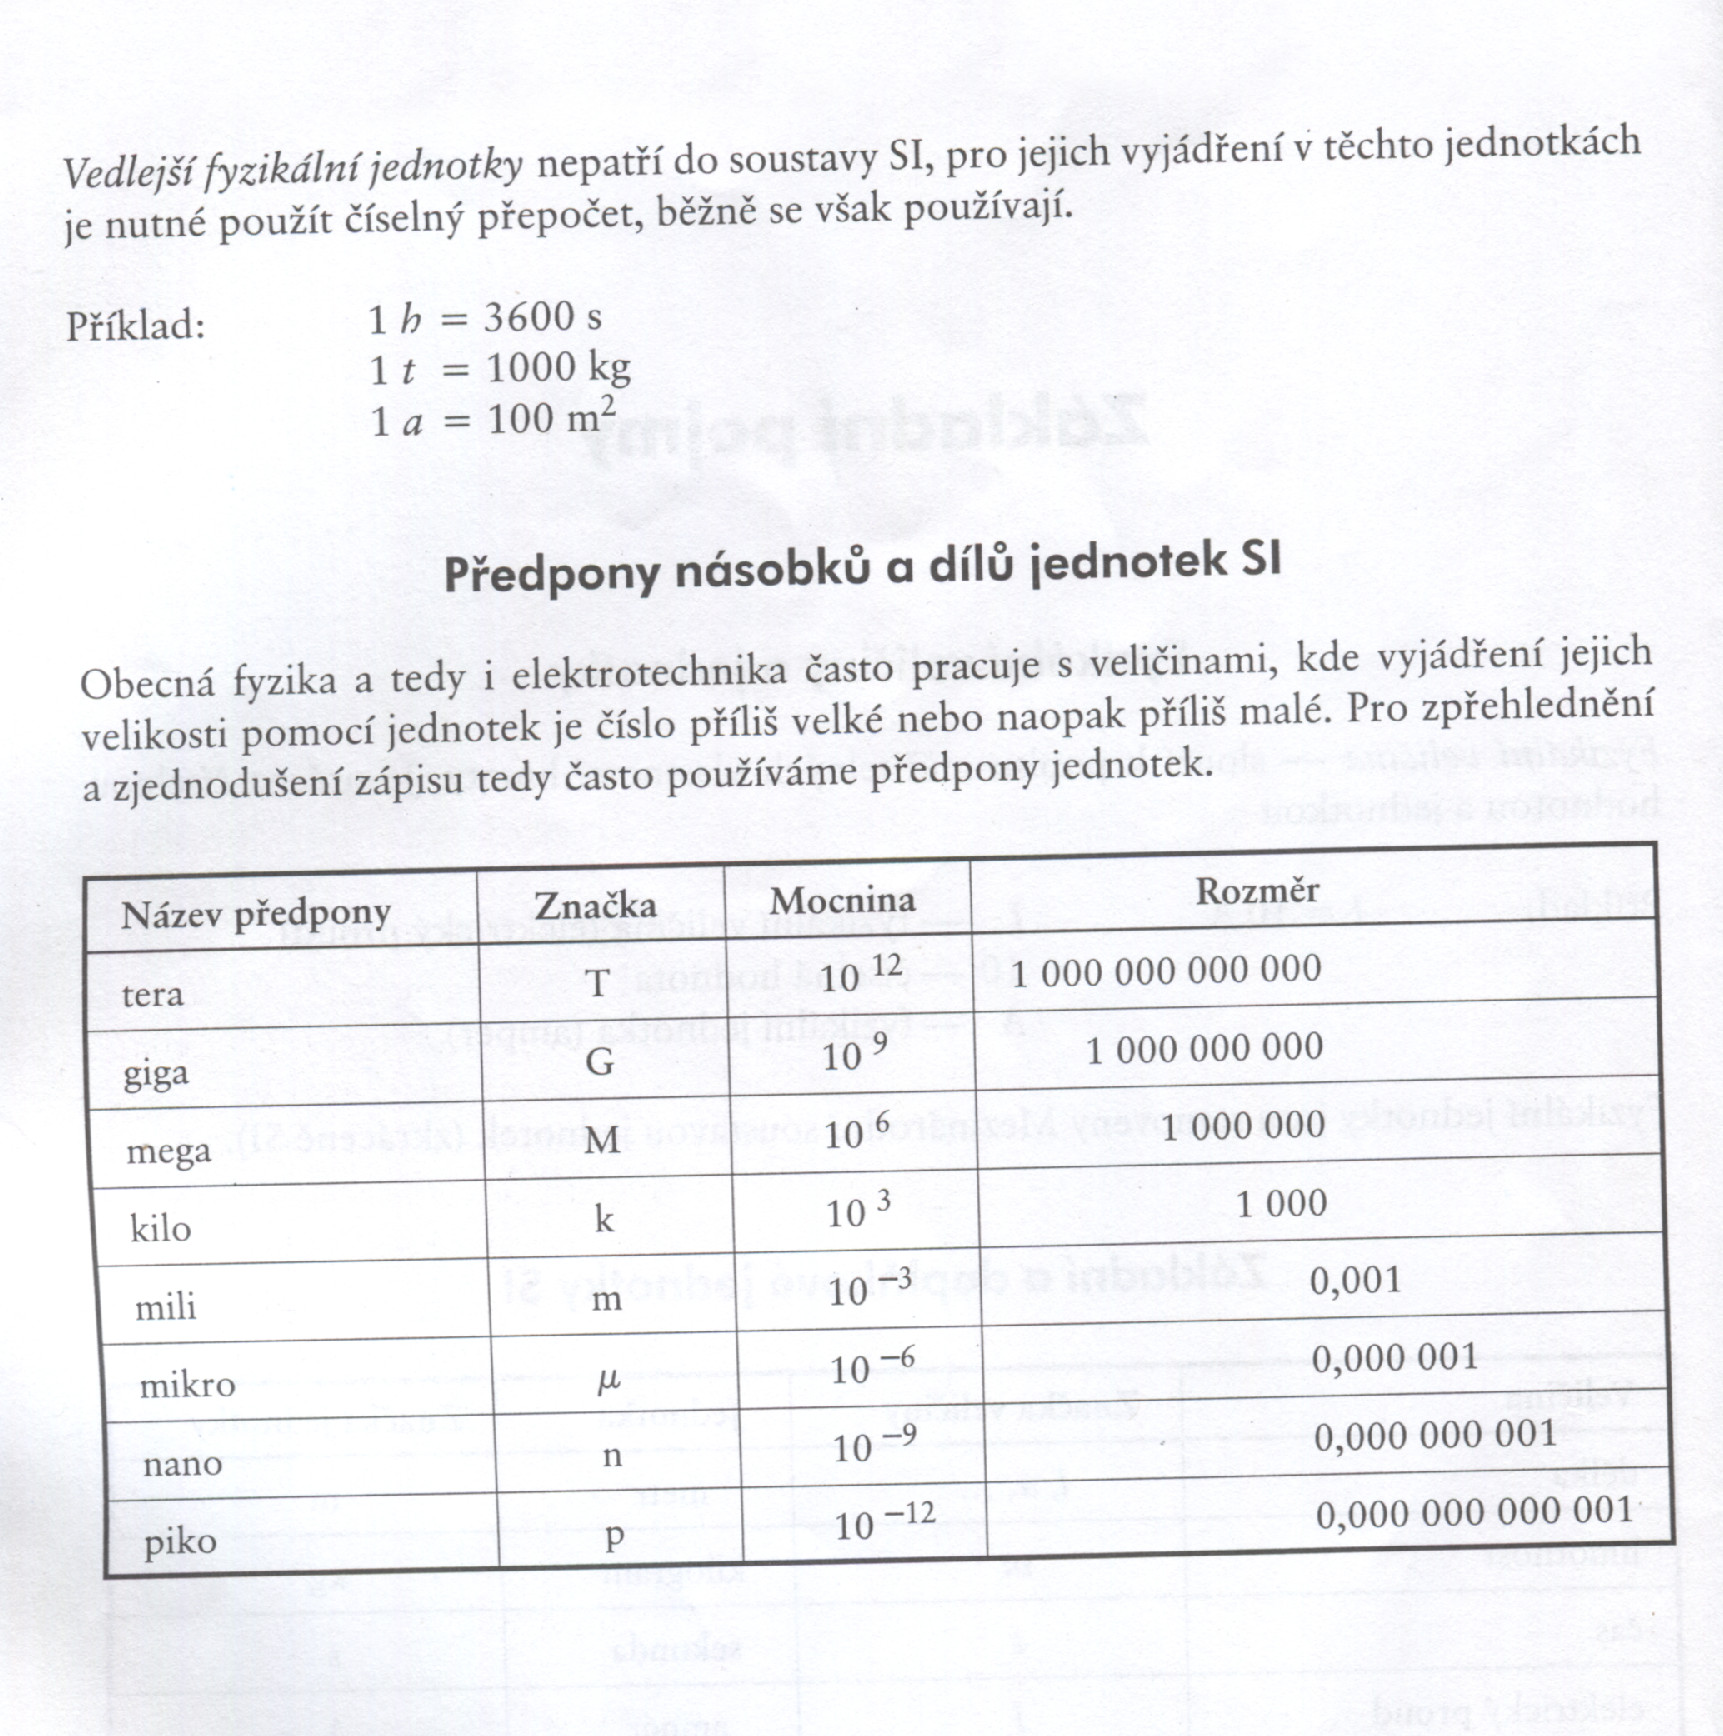 Vedlejší fyzikální jednotky nepatří do soustavy SI, pro jejich vyjádření v těchto jednotkách
je nutné použít číselný přepočet, běžně se však používají.
Příklad: 1 h = 3600 s
1 t = 1000 kg
1 a = 100 m²
Předpony násobků a dílů jednotek SI
Obecná fyzika a tedy i elektrotechnika často pracuje s veličinami, kde vyjádření jejich
velikosti pomocí jednotek je číslo příliš velké nebo naopak příliš malé. Pro zpřehlednění
a zjednodušení zápisu tedy často používáme předpony jednotek.
Název předpony Značka Mocnina Rozměr
tera T 10 ¹² 1 000 000 000 000
giga G 10 ⁹ 1 000 000 000
mega M 10 ⁶ 1 000 000
kilo k 10 ³ 1 000
mili m 10 ⁻³ 0,001
mikro μ 10 ⁻⁶ 0,000 001
nano n 10 ⁻⁹ 0,000 000 001
piko p 10 ⁻¹² 0,000 000 000 001